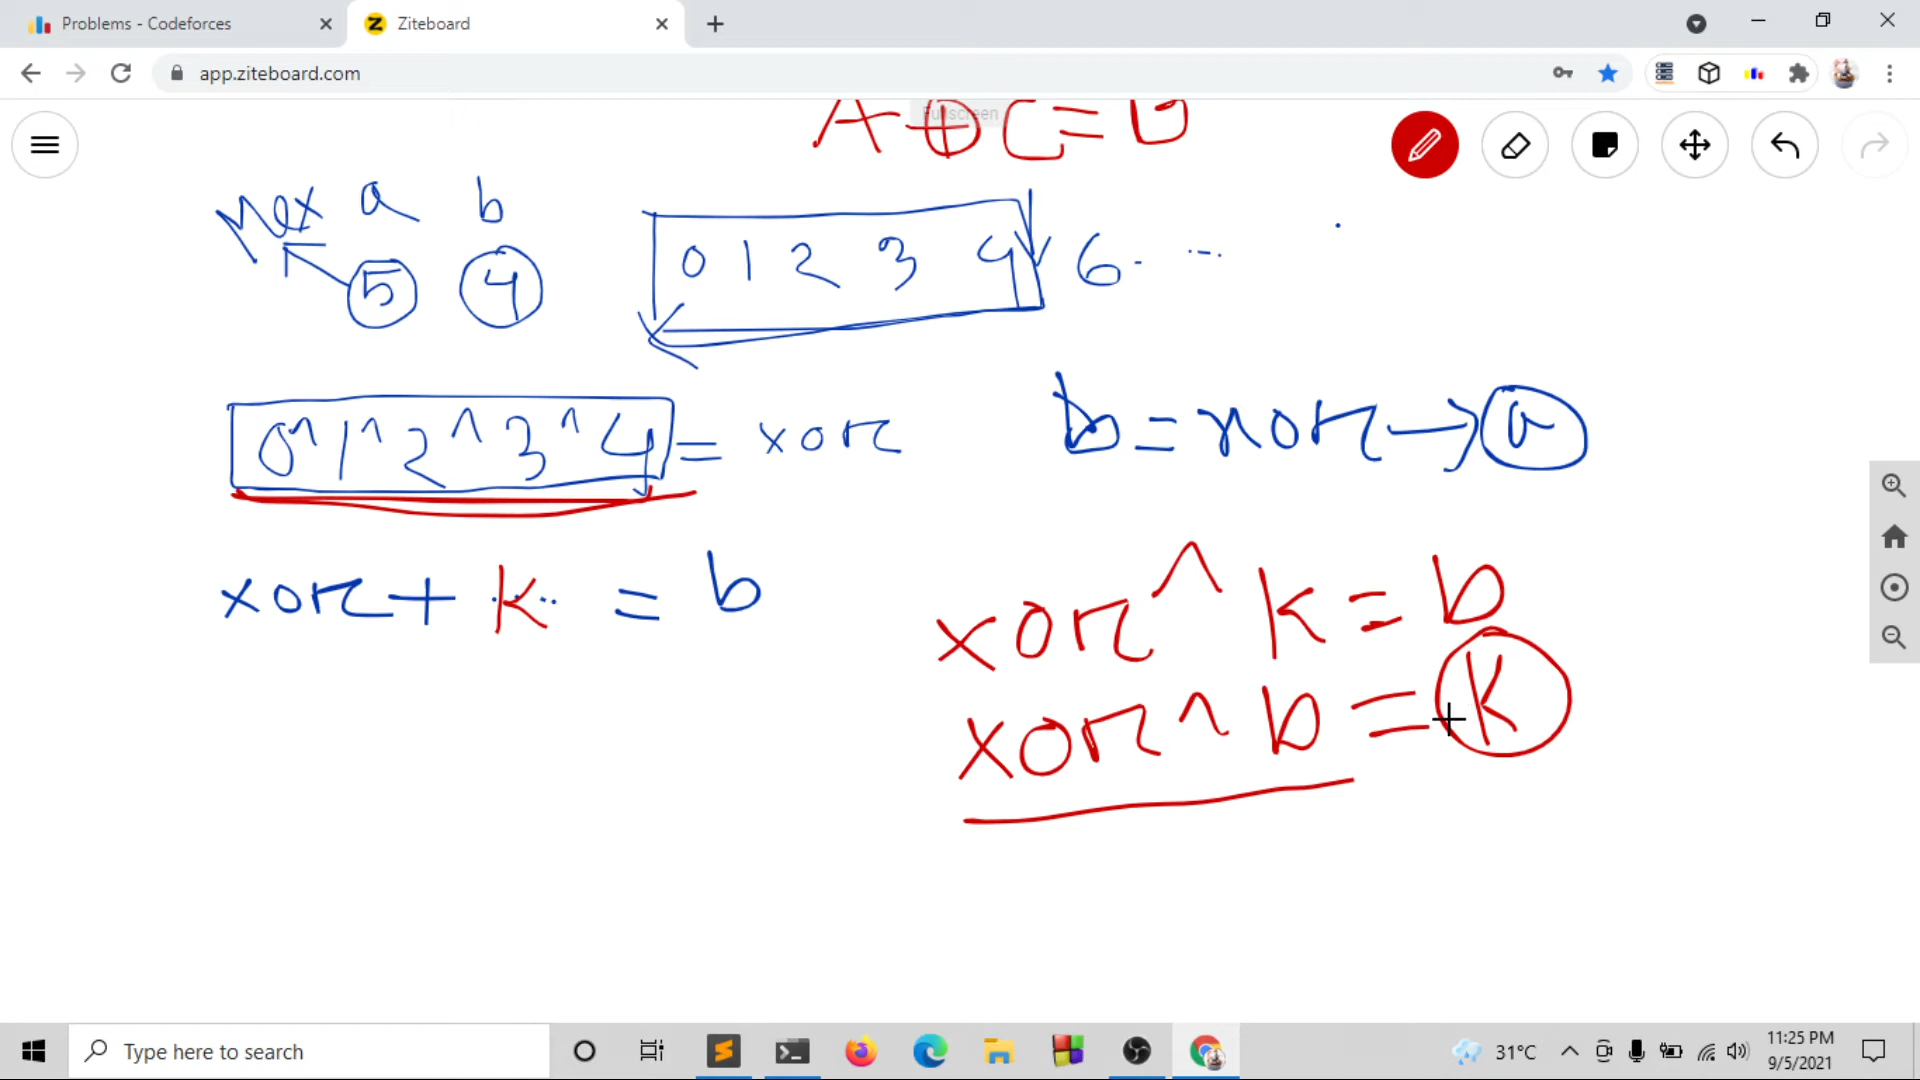 Problems - Codeforces
Ziteboard
app.ziteboard.com
Fullscreen
A ⊕ C = B
Mex a b
5 4
0 1 2 3 4 6. ...
0^1^2^3^4 = xor
b = xor → a
xor + k = b
xor ^ k = b
xor ^ b = k
Type here to search
31°C
11:25 PM
9/5/2021